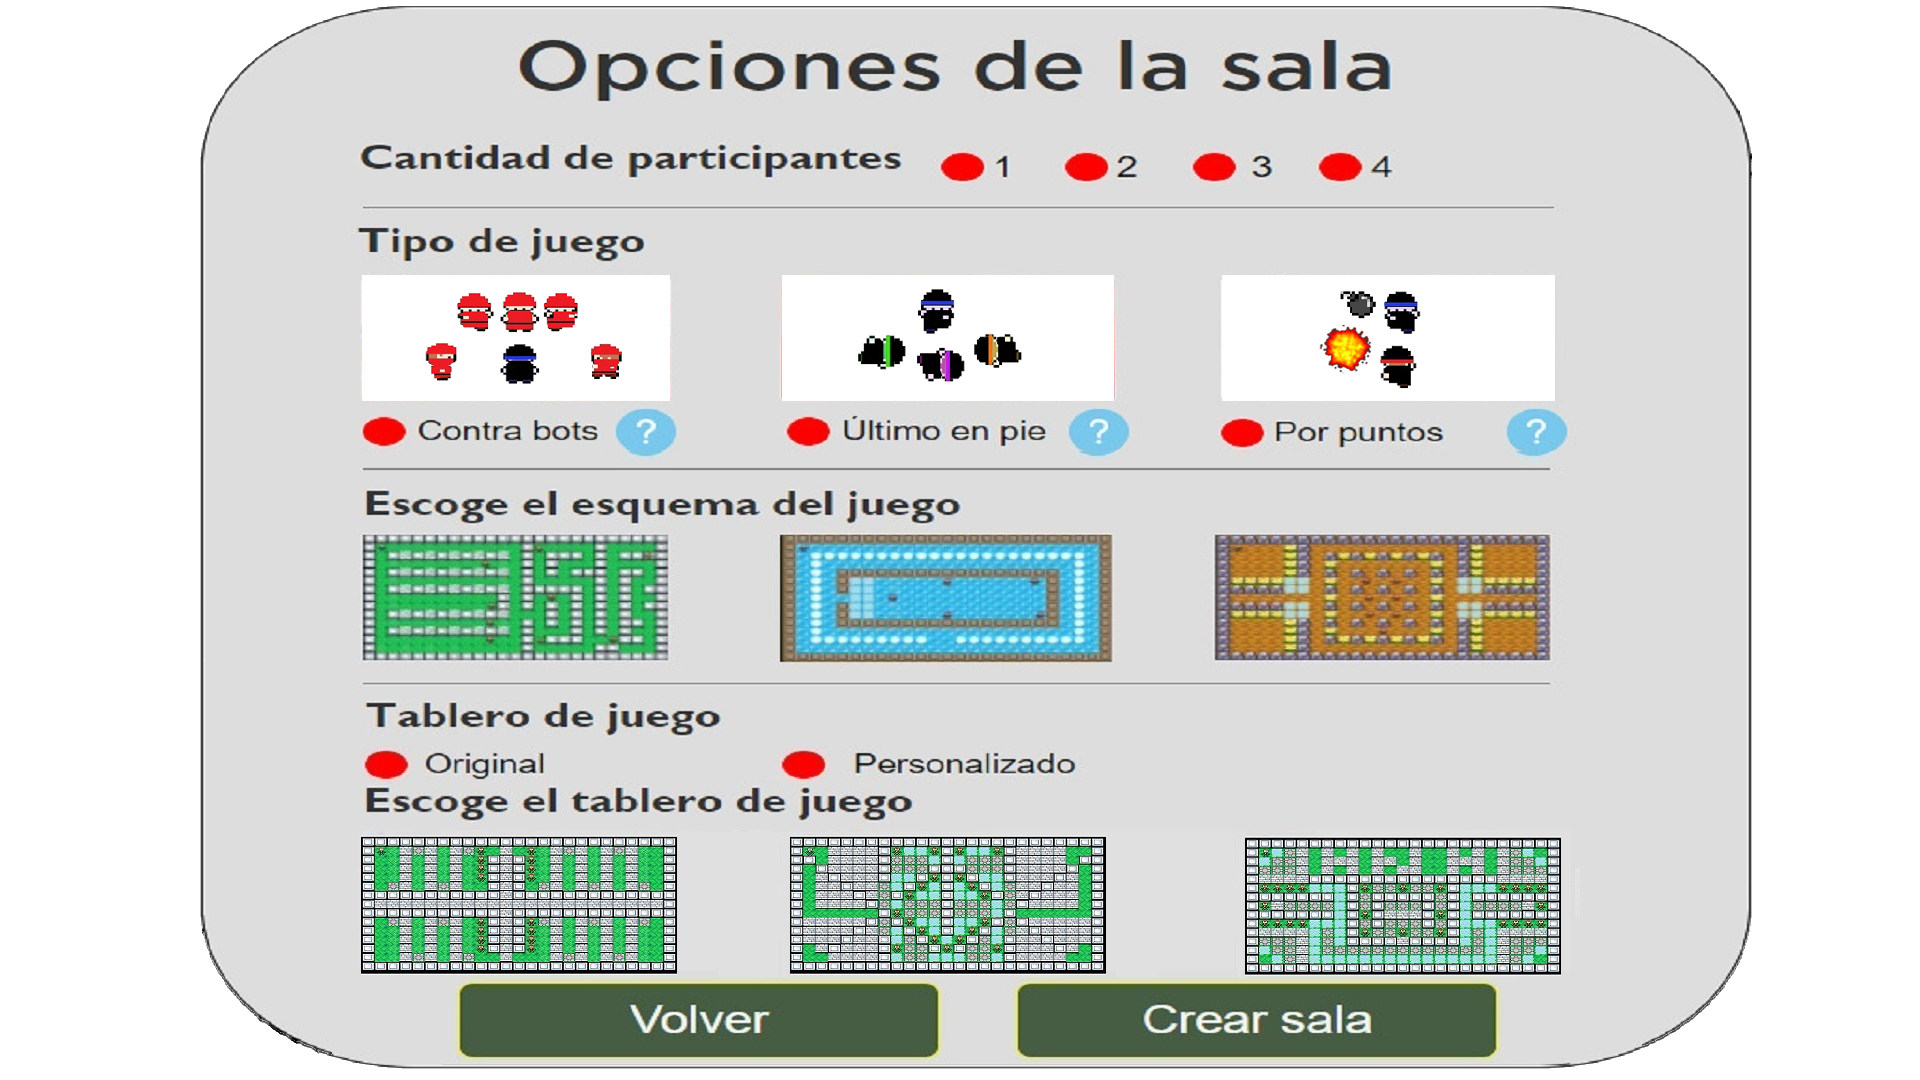 Opciones de la sala
Cantidad de participantes 1 2 3 4
Tipo de juego
Contra bots ? Último en pie ? Por puntos ?
Escoge el esquema del juego
Tablero de juego
Original Personalizado
Escoge el tablero de juego
Volver Crear sala